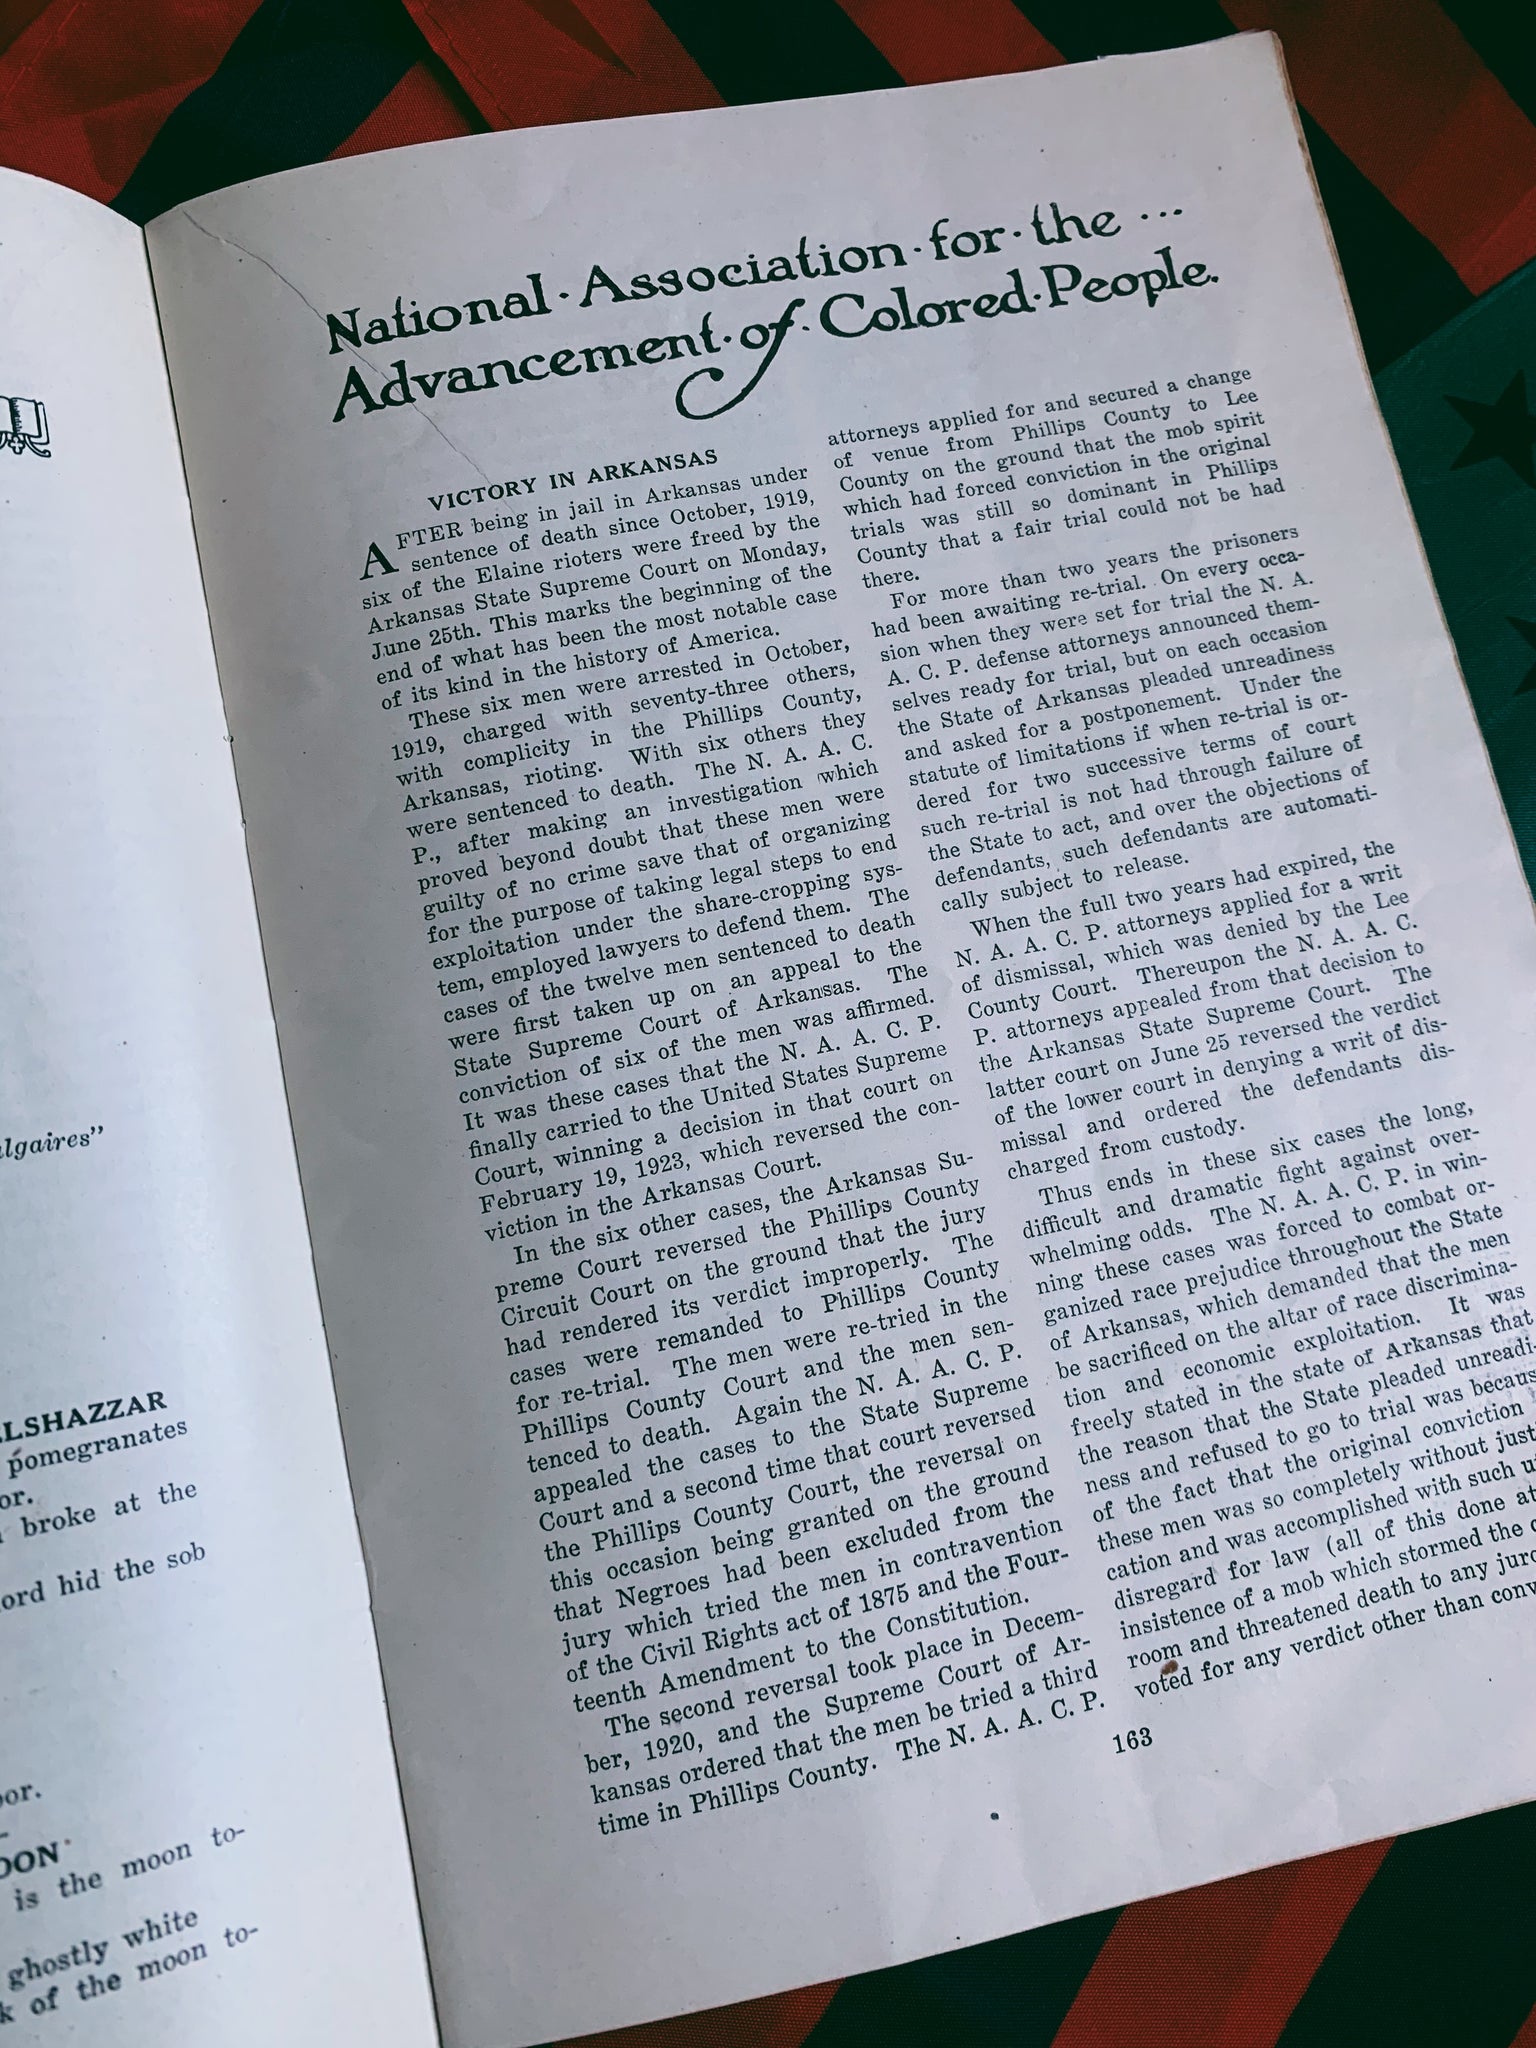 lgaires"
ELSHAZZAR
pomegranates
or.
broke at the
ord hid the sob
oor.
OON
is the moon to-
ghostly white
k of the moon to-
National·Association·for·the ...
Advancement·of·Colored·People.
VICTORY IN ARKANSAS
AFTER being in jail in Arkansas under
sentence of death since October, 1919,
six of the Elaine rioters were freed by the
Arkansas State Supreme Court on Monday,
June 25th. This marks the beginning of the
end of what has been the most notable case
of its kind in the history of America.
These six men were arrested in October,
1919, charged with seventy-three others,
with complicity in the Phillips County,
Arkansas, rioting. With six others they
were sentenced to death. The N. A. A. C.
P., after making an investigation which
proved beyond doubt that these men were
guilty of no crime save that of organizing
for the purpose of taking legal steps to end
exploitation under the share-cropping sys-
tem, employed lawyers to defend them. The
cases of the twelve men sentenced to death
were first taken up on an appeal to the
State Supreme Court of Arkansas. The
conviction of six of the men was affirmed.
It was these cases that the N. A. A. C. P.
finally carried to the United States Supreme
Court, winning a decision in that court on
February 19, 1923, which reversed the con-
viction in the Arkansas Court.
In the six other cases, the Arkansas Su-
preme Court reversed the Phillips County
Circuit Court on the ground that the jury
had rendered its verdict improperly. The
cases were remanded to Phillips County
for re-trial. The men were re-tried in the
Phillips County Court and the men sen-
tenced to death. Again the N. A. A. C. P.
appealed the cases to the State Supreme
Court and a second time that court reversed
the Phillips County Court, the reversal on
this occasion being granted on the ground
that Negroes had been excluded from the
jury which tried the men in contravention
of the Civil Rights act of 1875 and the Four-
teenth Amendment to the Constitution.
The second reversal took place in Decem-
ber, 1920, and the Supreme Court of Ar-
kansas ordered that the men be tried a third
time in Phillips County. The N. A. A. C. P.
attorneys applied for and secured a change
of venue from Phillips County to Lee
County on the ground that the mob spirit
which had forced conviction in the original
trials was still so dominant in Phillips
County that a fair trial could not be had
there.
For more than two years the prisoners
had been awaiting re-trial. On every occa-
sion when they were set for trial the N. A.
A. C. P. defense attorneys announced them-
selves ready for trial, but on each occasion
the State of Arkansas pleaded unreadiness
and asked for a postponement. Under the
statute of limitations if when re-trial is or-
dered for two successive terms of court
such re-trial is not had through failure of
the State to act, and over the objections of
defendants, such defendants are automati-
cally subject to release.
When the full two years had expired, the
N. A. A. C. P. attorneys applied for a writ
of dismissal, which was denied by the Lee
County Court. Thereupon the N. A. A. C.
P. attorneys appealed from that decision to
the Arkansas State Supreme Court. The
latter court on June 25 reversed the verdict
of the lower court in denying a writ of dis-
missal and ordered the defendants dis-
charged from custody.
Thus ends in these six cases the long,
difficult and dramatic fight against over-
whelming odds. The N. A. A. C. P. in win-
ning these cases was forced to combat or-
ganized race prejudice throughout the State
of Arkansas, which demanded that the men
be sacrificed on the altar of race discrimina-
tion and economic exploitation. It was
freely stated in the state of Arkansas that
the reason that the State pleaded unreadi-
ness and refused to go to trial was becaus
of the fact that the original conviction
these men was so completely without just
cation and was accomplished with such u
disregard for law (all of this done at
insistence of a mob which stormed the c
room and threatened death to any juro
voted for any verdict other than conv
163